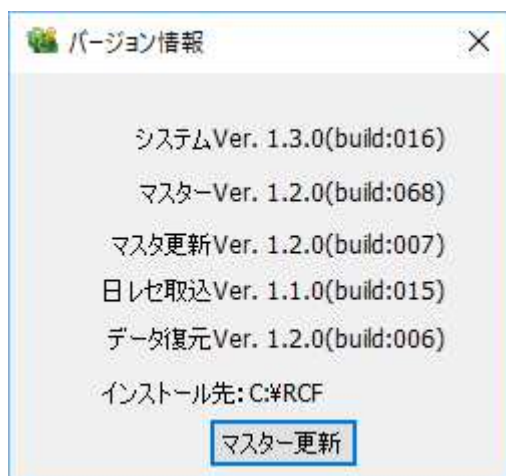 バージョン情報
システムVer. 1.3.0(build:016)
マスターVer. 1.2.0(build:068)
マスタ更新Ver. 1.2.0(build:007)
日レセ取込Ver. 1.1.0(build:015)
データ復元Ver. 1.2.0(build:006)
インストール先: C:¥RCF
マスター更新